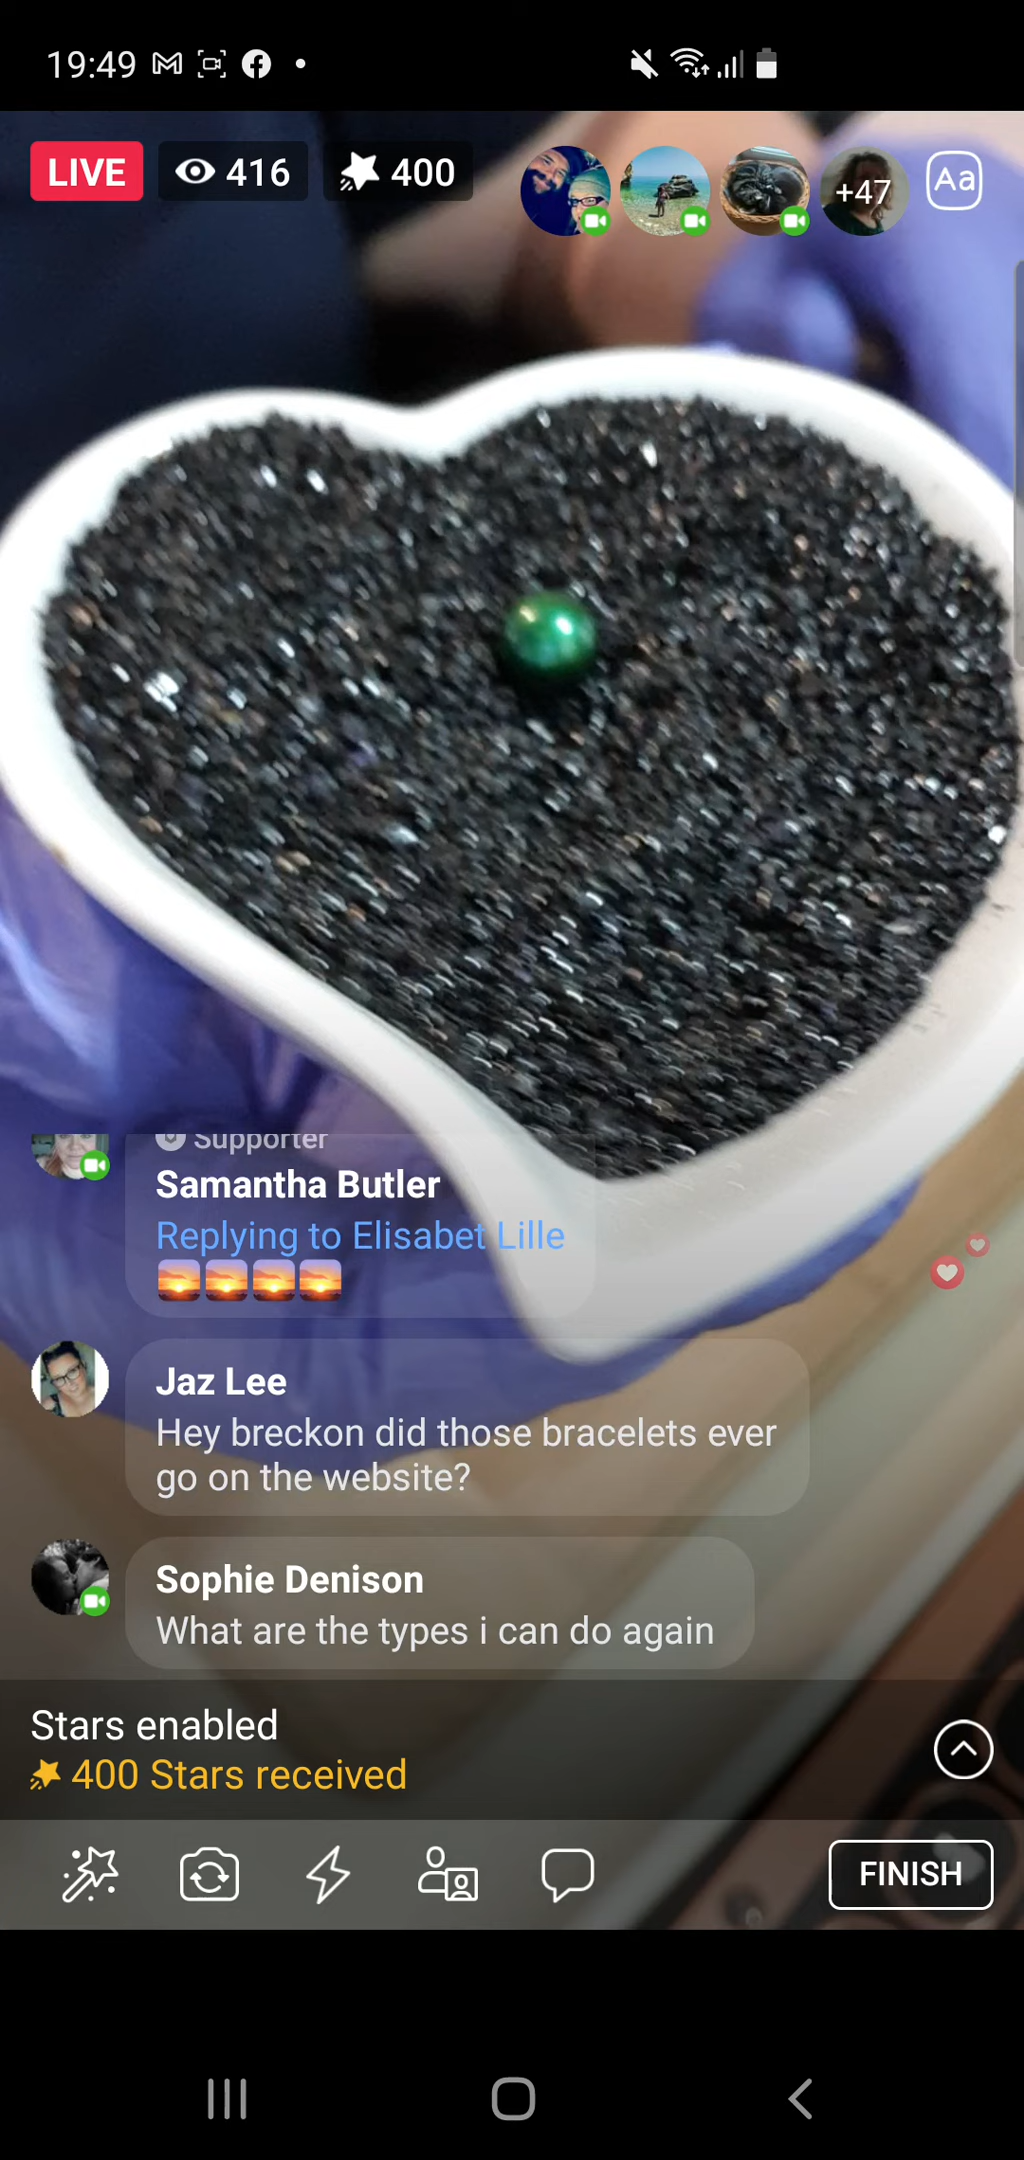 19:49
LIVE 416 400 +47 Aa
Supporter
Samantha Butler
Replying to Elisabet Lille
Jaz Lee
Hey breckon did those bracelets ever
go on the website?
Sophie Denison
What are the types i can do again
Stars enabled
400 Stars received
FINISH